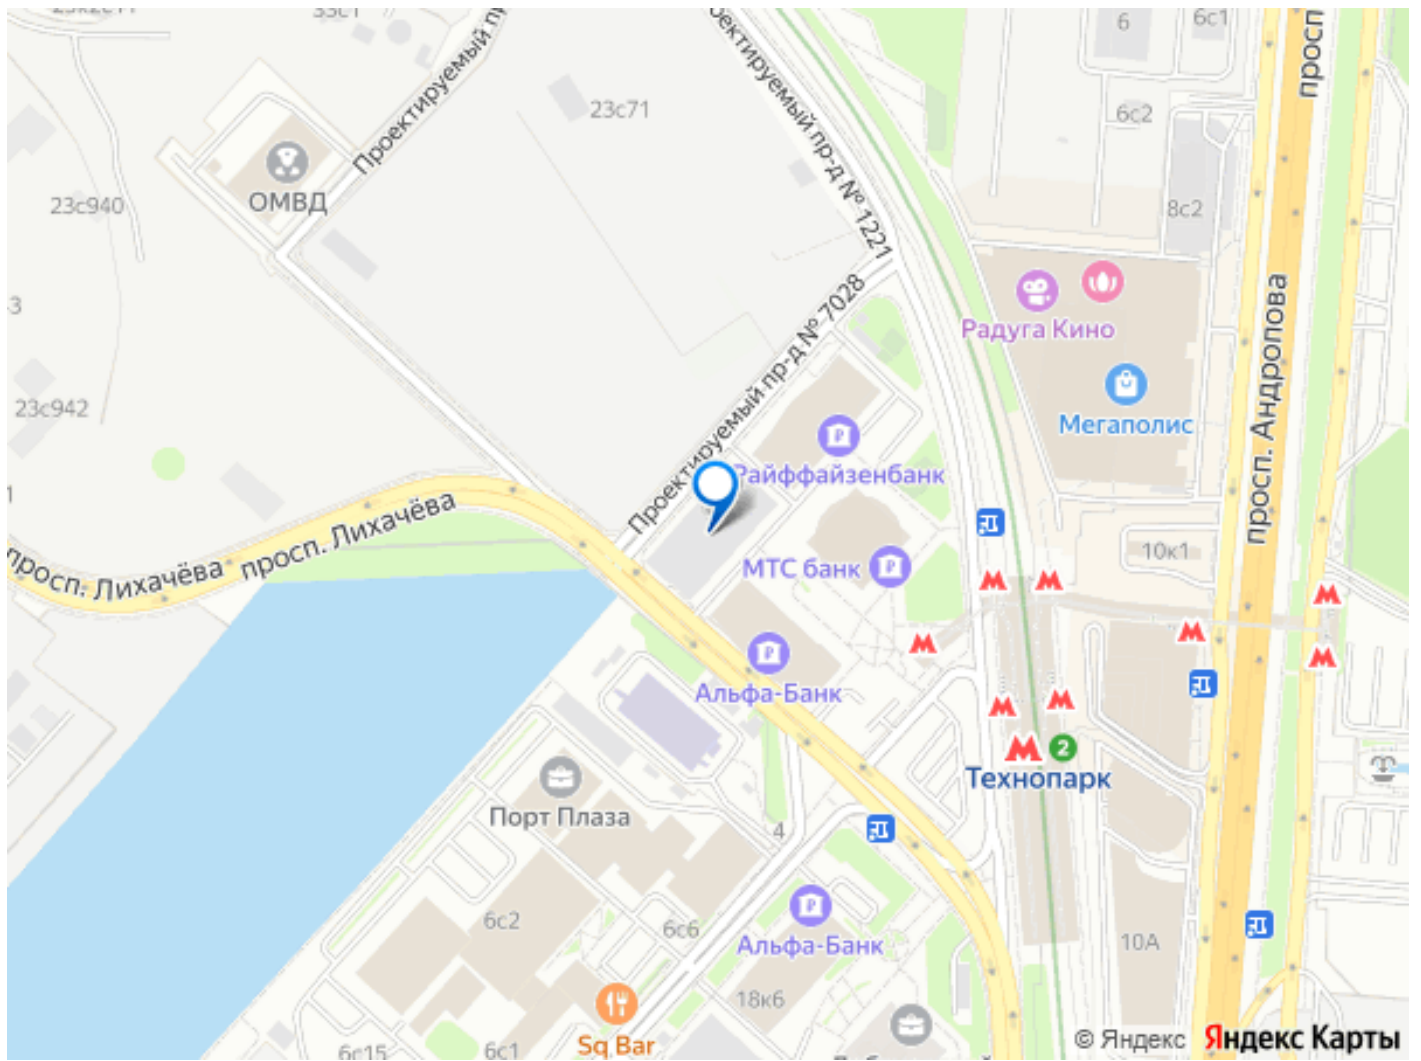 33с1
6
6с1
просп
Проектируемый пр
ректируемый пр-д № 1221
23с71
6с2
ОМВД
23с940
8с2
Проектируемый пр-д № 7028
просп. Андропова
Радуга Кино
Мегаполис
23с942
Райффайзенбанк
просп. Лихачёва
просп. Лихачёва
10к1
МТС банк
Альфа-Банк
2
Технопарк
Порт Плаза
4
6с2
6с6
Альфа-Банк
10А
18к6
6с15
6с1
Sq Bar
© Яндекс
Яндекс Карты